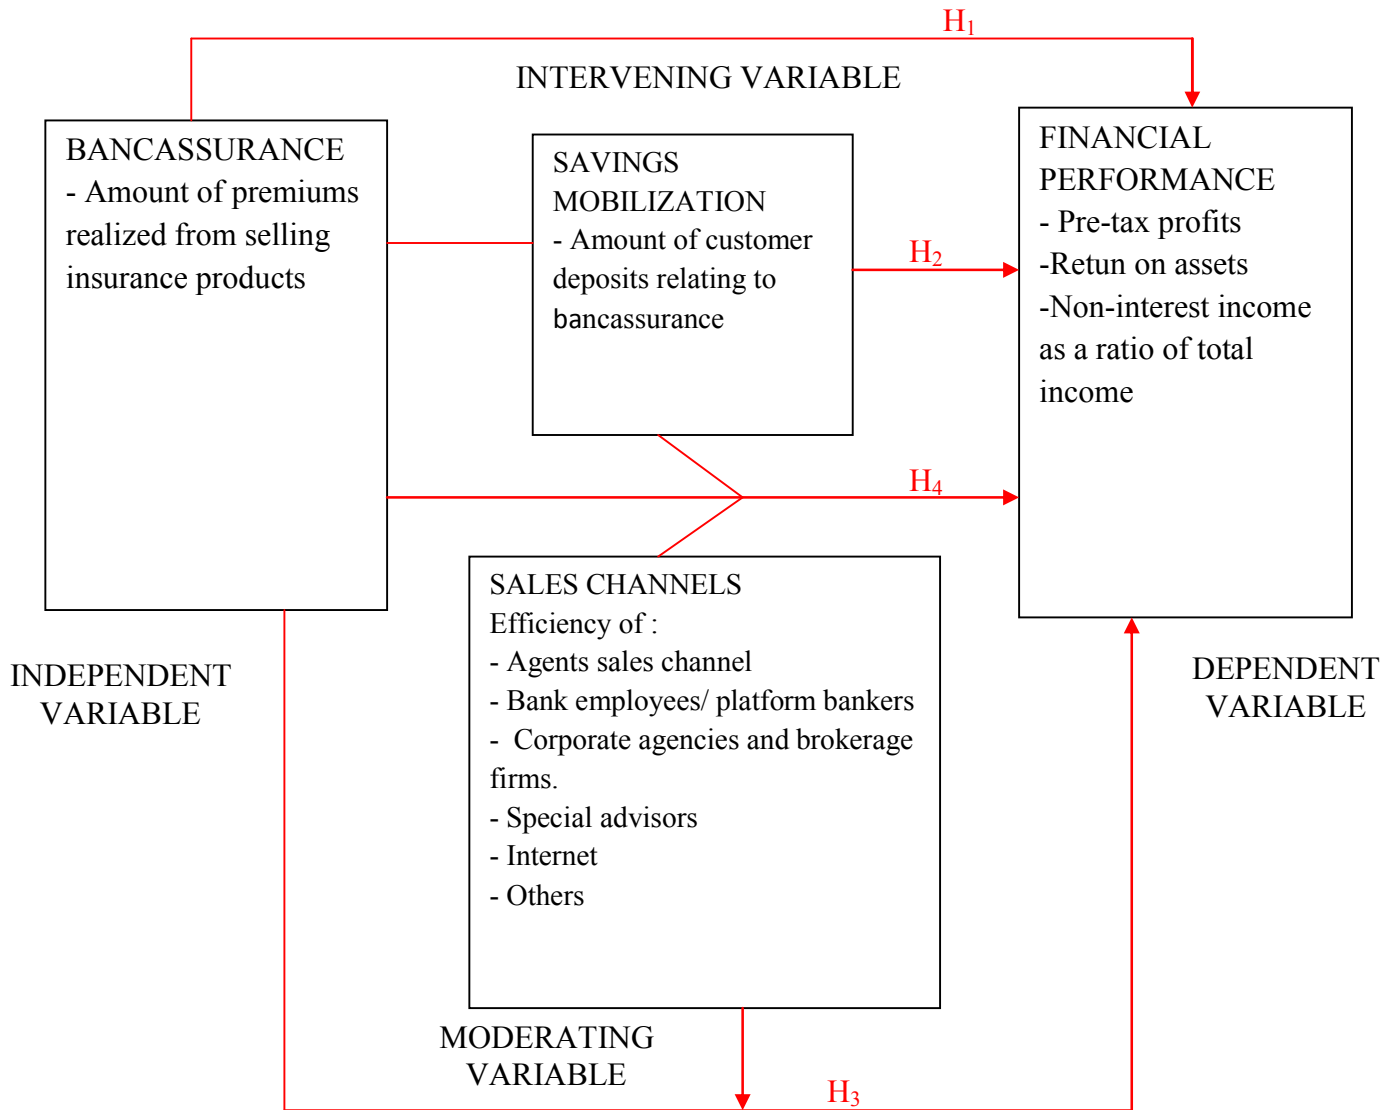 H1
INTERVENING VARIABLE
BANCASSURANCE
- Amount of premiums
realized from selling
insurance products
SAVINGS
MOBILIZATION
- Amount of customer
deposits relating to
bancassurance
H2
FINANCIAL
PERFORMANCE
- Pre-tax profits
-Retun on assets
-Non-interest income
as a ratio of total
income
H4
SALES CHANNELS
Efficiency of :
- Agents sales channel
- Bank employees/ platform bankers
- Corporate agencies and brokerage
firms.
- Special advisors
- Internet
- Others
INDEPENDENT
VARIABLE
DEPENDENT
VARIABLE
MODERATING
VARIABLE
H3